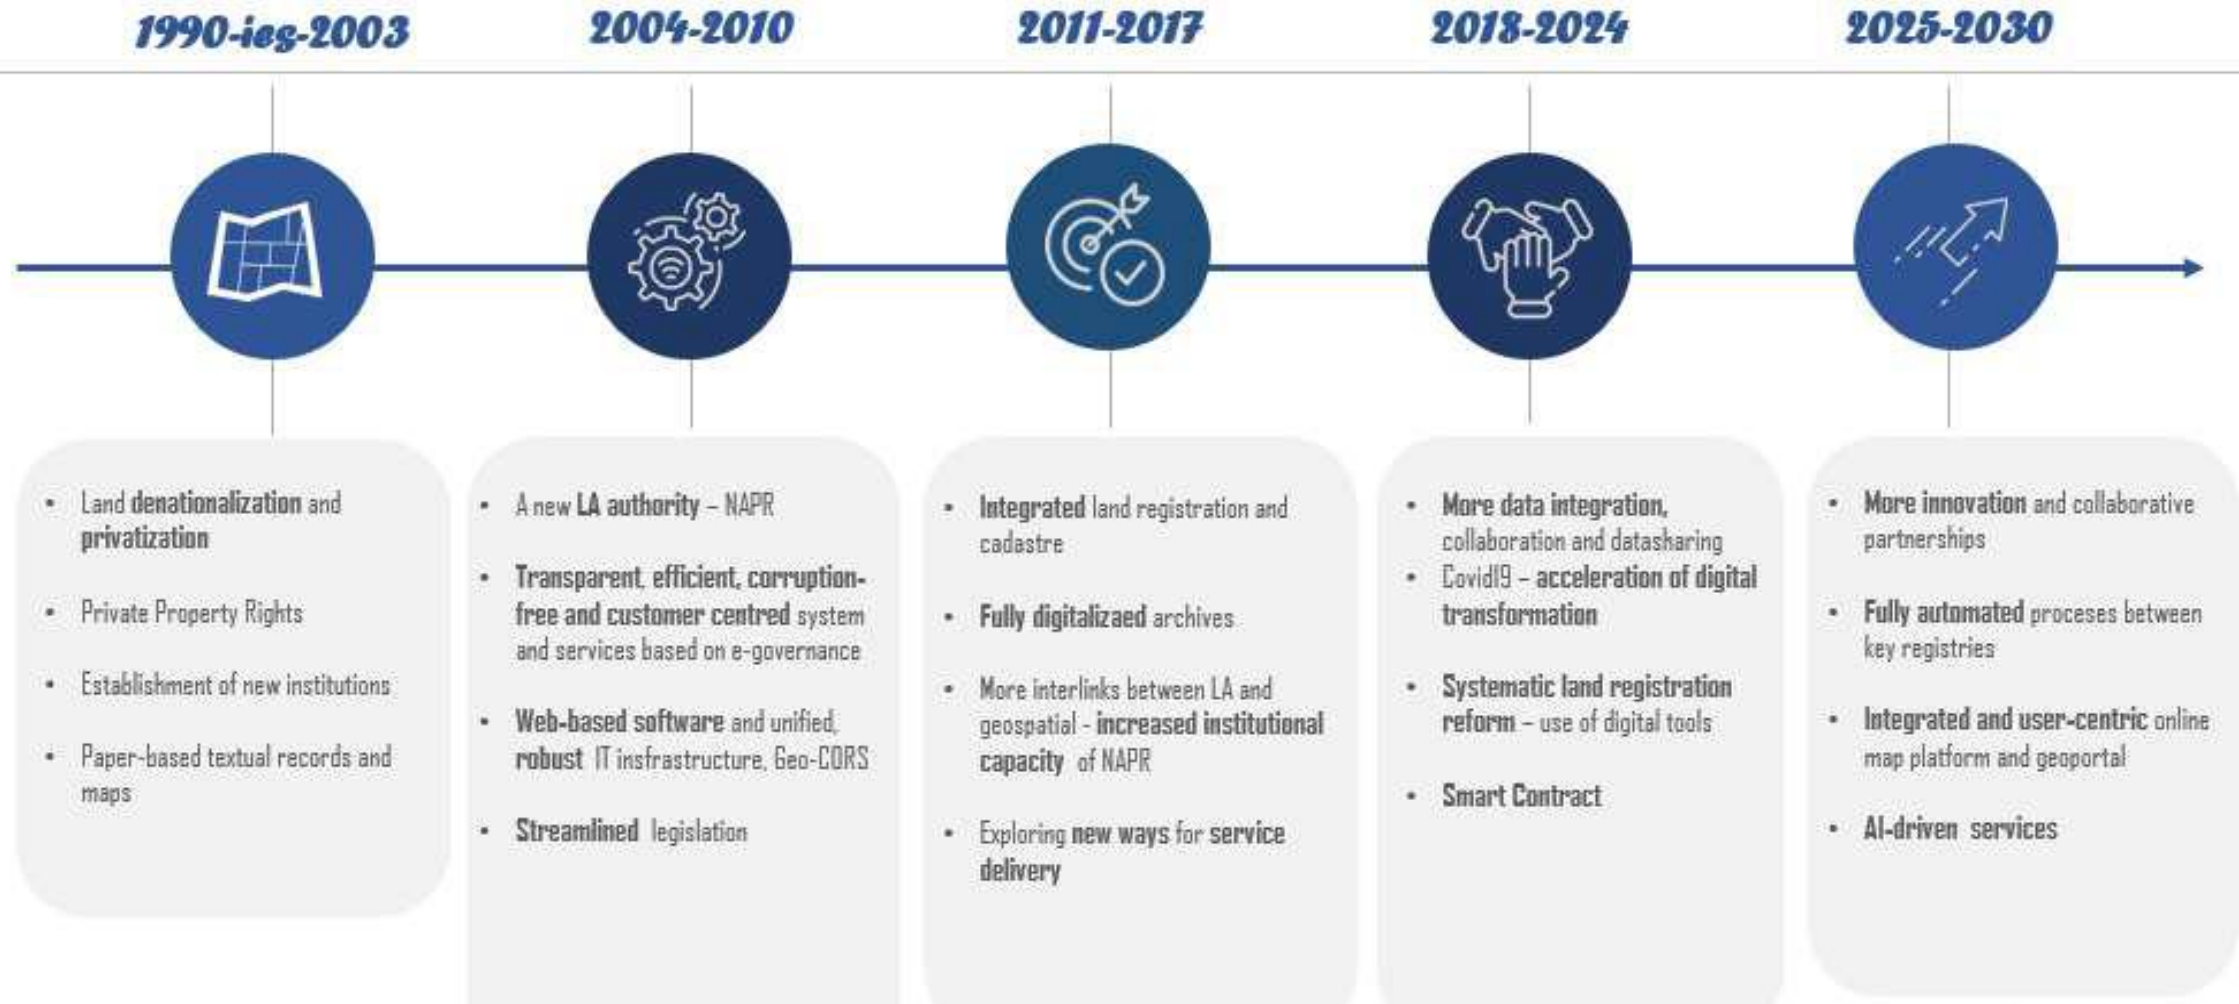 1990-ies-2003
2004-2010
2011-2017
2018-2024
2025-2030
• Land denationalization and
privatization
• Private Property Rights
• Establishment of new institutions
• Paper-based textual records and
maps
• A new LA authority – NAPR
• Transparent, efficient, corruption-
free and customer centred system
and services based on e-governance
• Web-based software and unified,
robust IT insfrastructure, Geo-CORS
• Streamlined legislation
• Integrated land registration and
cadastre
• Fully digitalizaed archives
• More interlinks between LA and
geospatial - increased institutional
capacity of NAPR
• Exploring new ways for service
delivery
• More data integration,
collaboration and datasharing
• Covid19 – acceleration of digital
transformation
• Systematic land registration
reform – use of digital tools
• Smart Contract
• More innovation and collaborative
partnerships
• Fully automated proceses between
key registries
• Integrated and user-centric online
map platform and geoportal
• AI-driven services